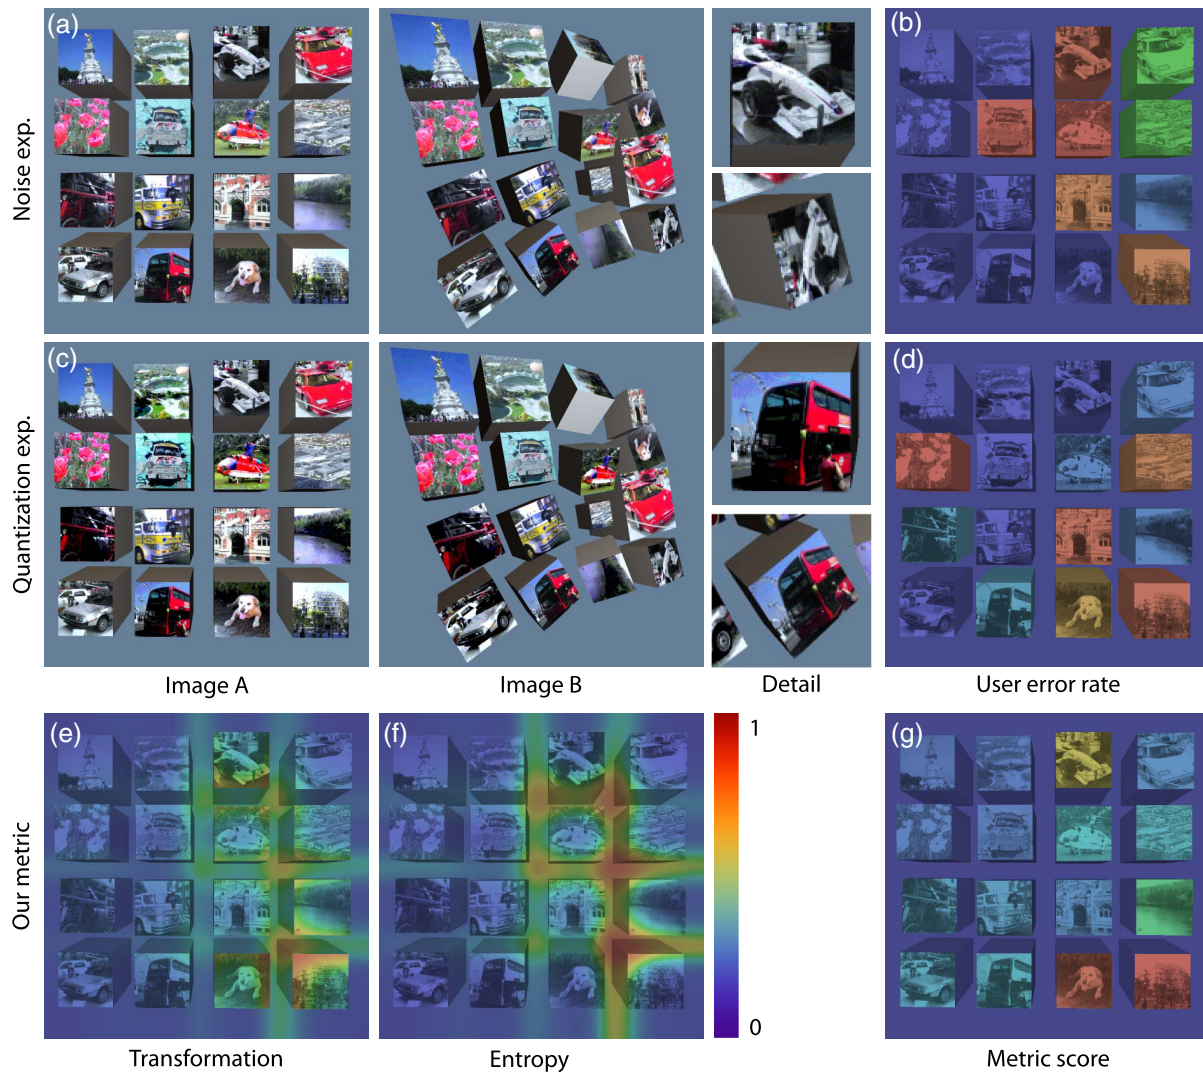 (a)
(b)
Noise exp.
(c)
(d)
Quantization exp.
Image A
Image B
Detail
User error rate
(e)
(f)
1
0
(g)
Our metric
Transformation
Entropy
Metric score